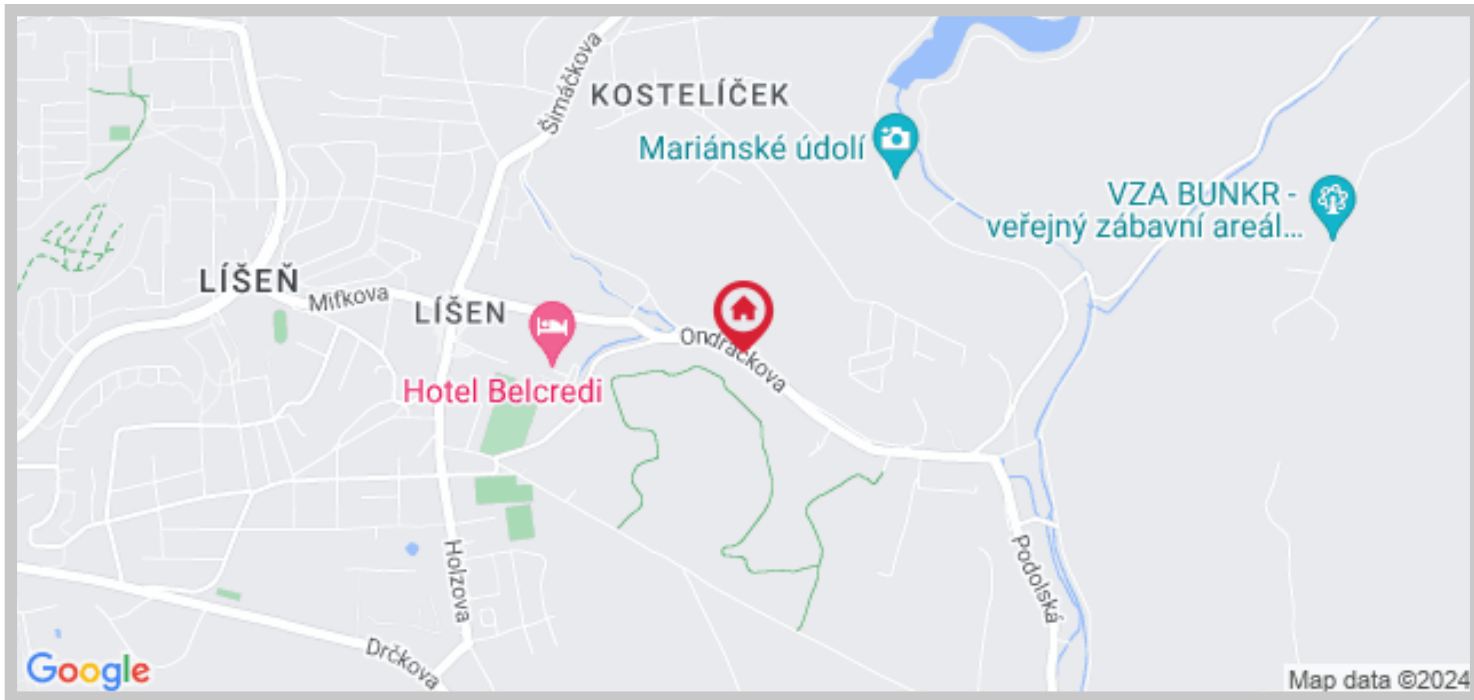 Šimáčkova
KOSTELÍČEK
Mariánské údolí
VZA BUNKR -
veřejný zábavní areál...
LÍŠEŇ
Mifkova
LÍŠEN
Ondráčkova
Hotel Belcredi
Holzova
Podolská
Drčkova
Google
Map data ©2024